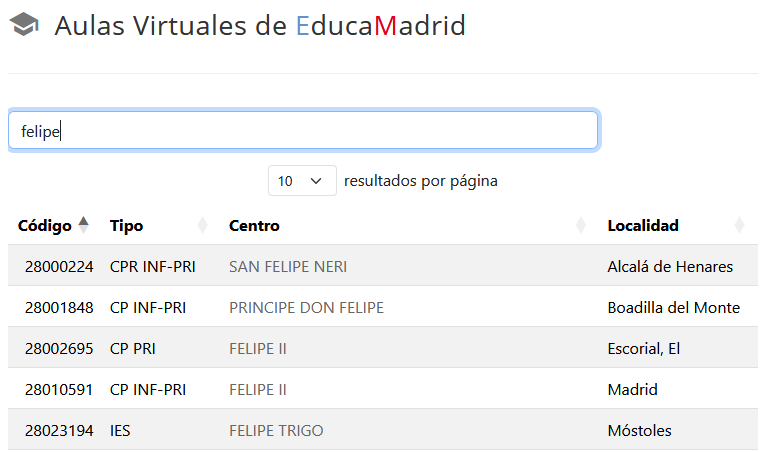 Aulas Virtuales de EducaMadrid
felipe
10 resultados por página
Código Tipo Centro Localidad
28000224 CPR INF-PRI SAN FELIPE NERI Alcalá de Henares
28001848 CP INF-PRI PRINCIPE DON FELIPE Boadilla del Monte
28002695 CP PRI FELIPE II Escorial, El
28010591 CP INF-PRI FELIPE II Madrid
28023194 IES FELIPE TRIGO Móstoles